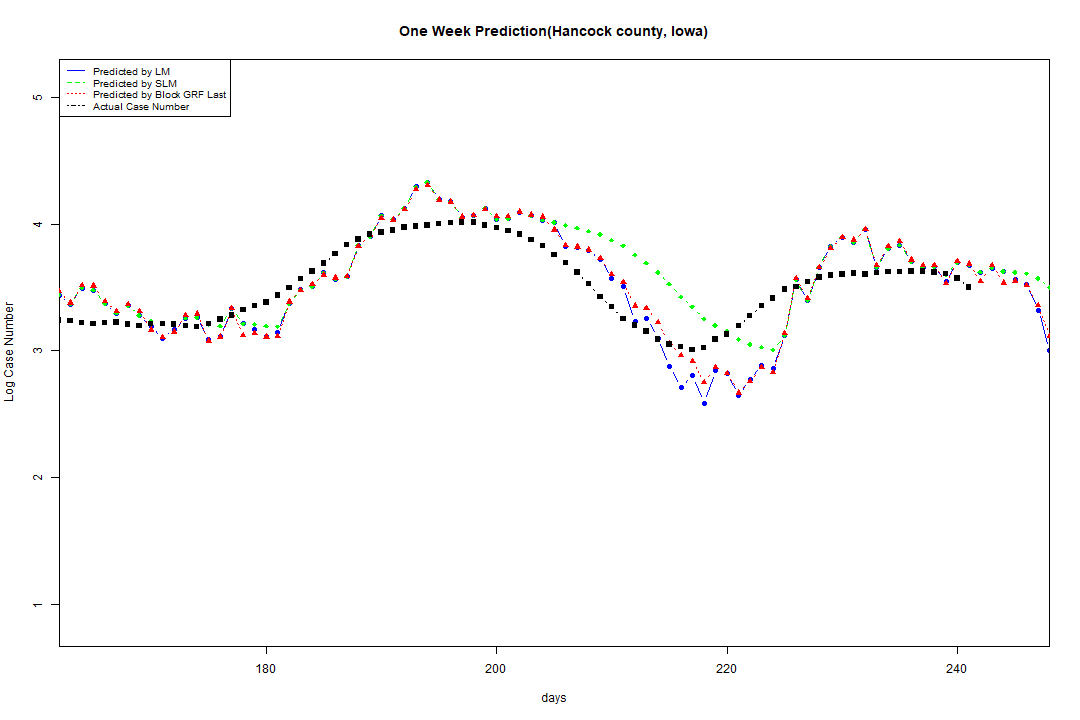 One Week Prediction(Hancock county, Iowa)
Predicted by LM
Predicted by SLM
Predicted by Block GRF Last
Actual Case Number
5
4
3
2
1
Log Case Number
180
200
220
240
days